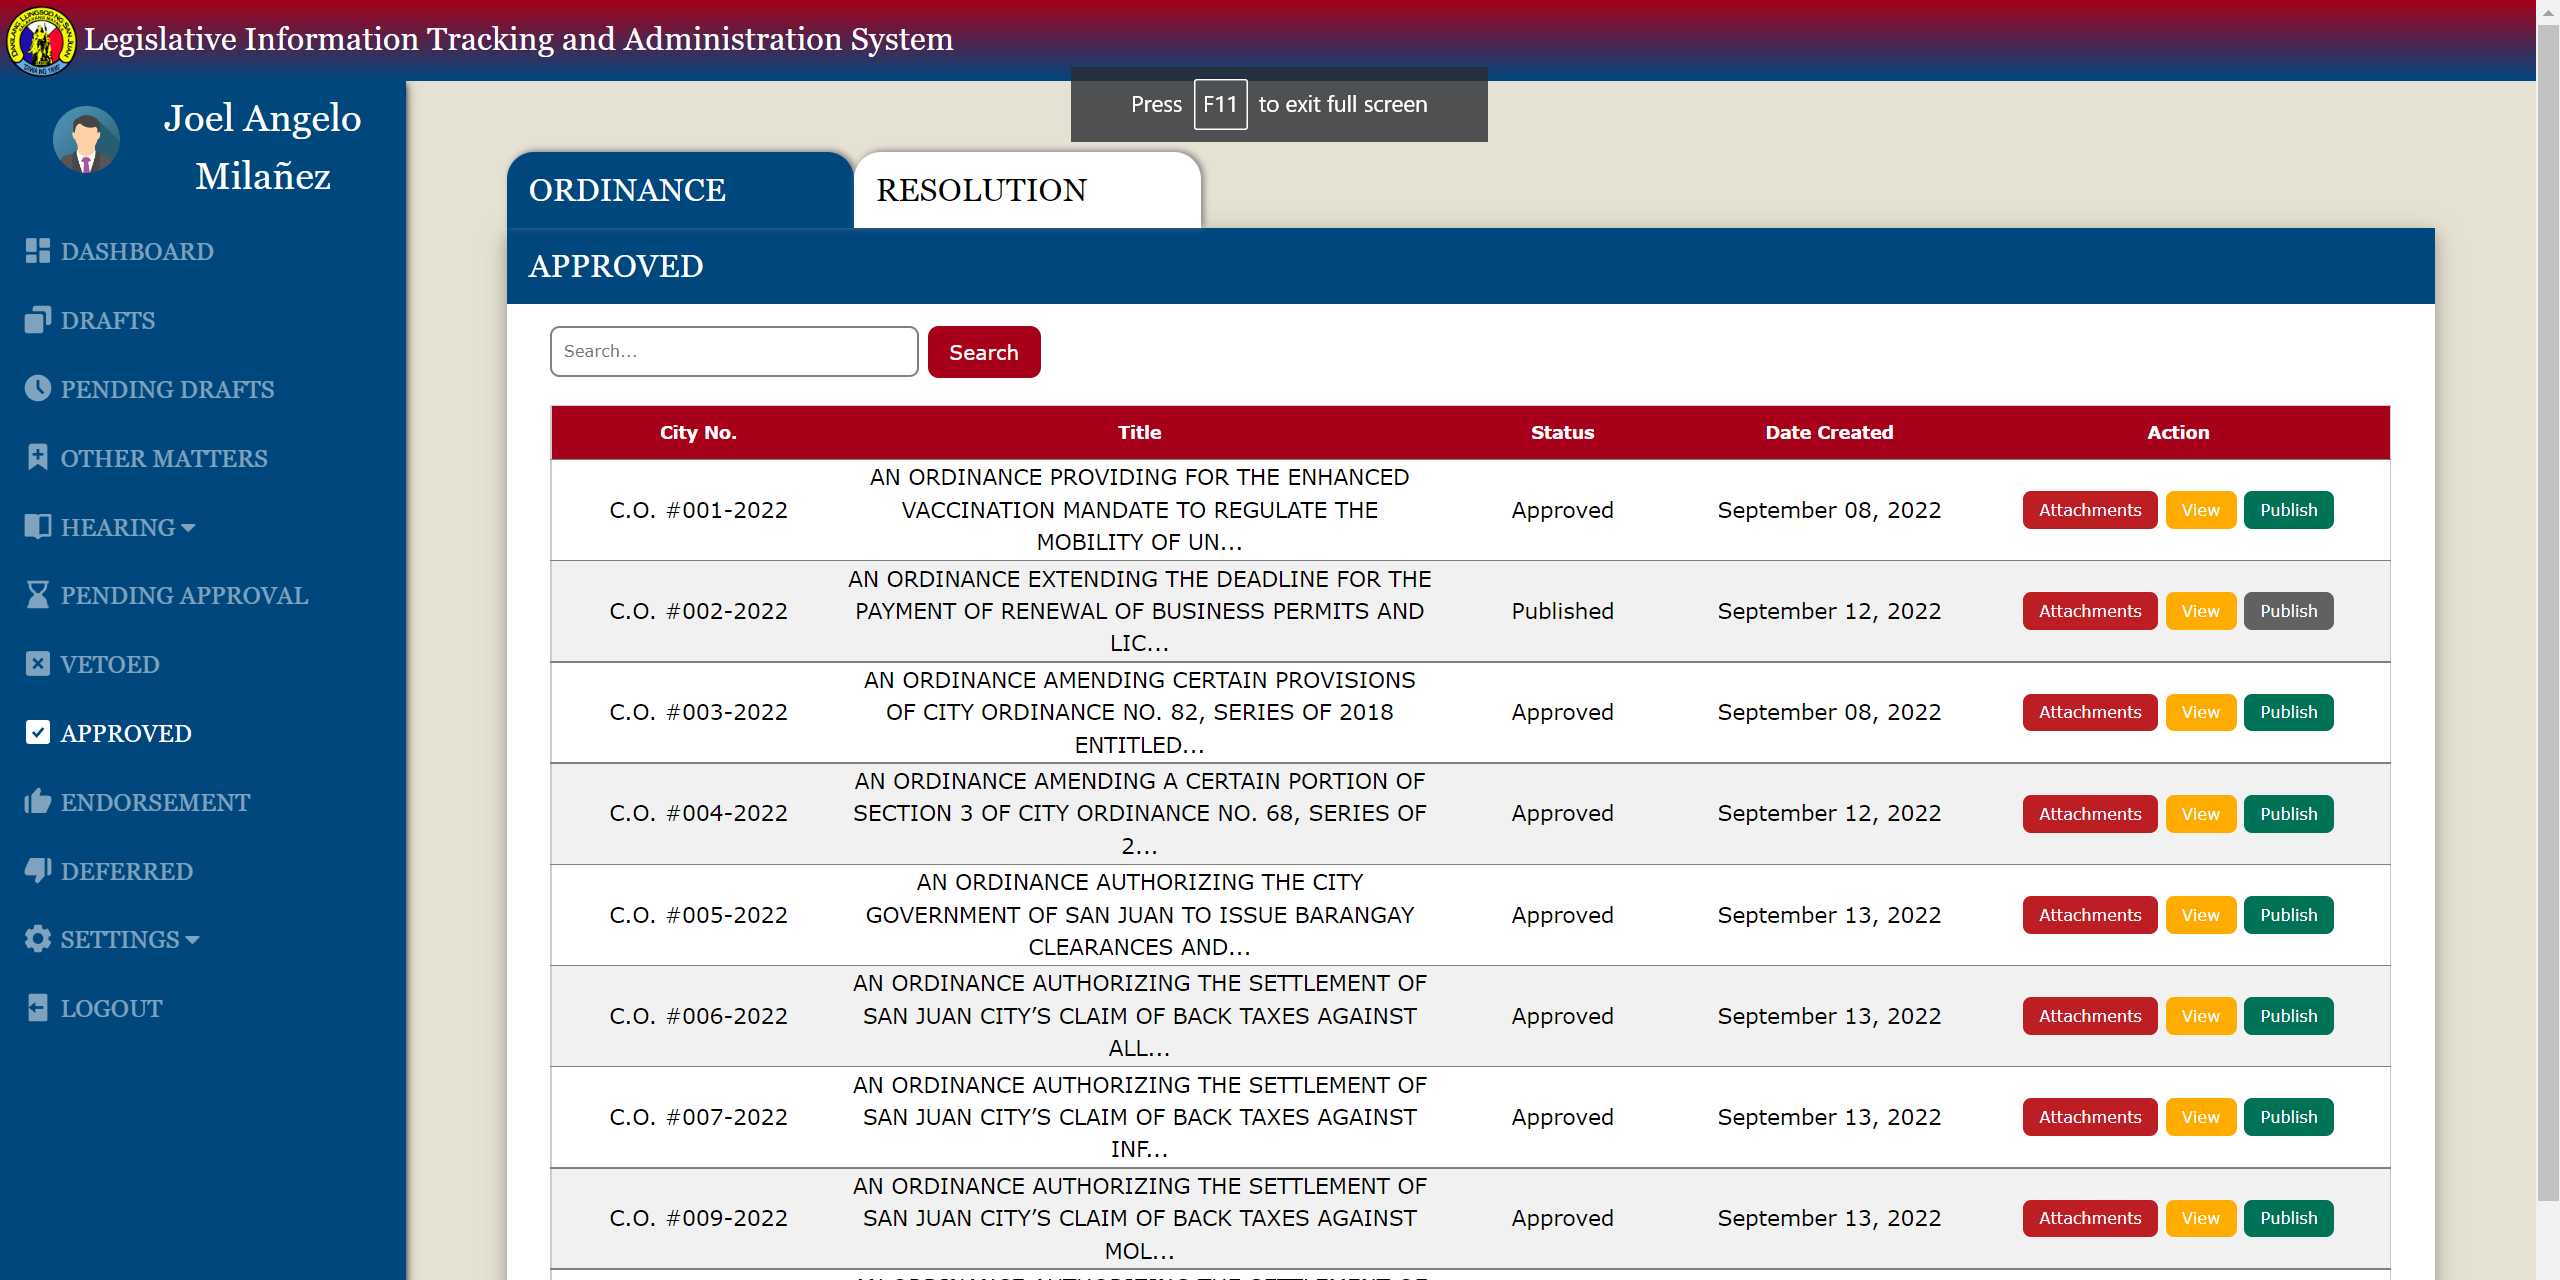 Legislative Information Tracking and Administration System
Press F11 to exit full screen
Joel Angelo
Milañez
DASHBOARD
DRAFTS
PENDING DRAFTS
OTHER MATTERS
HEARING
PENDING APPROVAL
VETOED
APPROVED
ENDORSEMENT
DEFERRED
SETTINGS
LOGOUT
ORDINANCE
RESOLUTION
APPROVED
Search...
Search
City No. Title Status Date Created Action
AN ORDINANCE PROVIDING FOR THE ENHANCED
C.O. #001-2022 VACCINATION MANDATE TO REGULATE THE Approved September 08, 2022 Attachments View Publish
MOBILITY OF UN...
AN ORDINANCE EXTENDING THE DEADLINE FOR THE
C.O. #002-2022 PAYMENT OF RENEWAL OF BUSINESS PERMITS AND Published September 12, 2022 Attachments View Publish
LIC...
AN ORDINANCE AMENDING CERTAIN PROVISIONS
C.O. #003-2022 OF CITY ORDINANCE NO. 82, SERIES OF 2018 Approved September 08, 2022 Attachments View Publish
ENTITLED...
AN ORDINANCE AMENDING A CERTAIN PORTION OF
C.O. #004-2022 SECTION 3 OF CITY ORDINANCE NO. 68, SERIES OF Approved September 12, 2022 Attachments View Publish
2...
AN ORDINANCE AUTHORIZING THE CITY
C.O. #005-2022 GOVERNMENT OF SAN JUAN TO ISSUE BARANGAY Approved September 13, 2022 Attachments View Publish
CLEARANCES AND...
AN ORDINANCE AUTHORIZING THE SETTLEMENT OF
C.O. #006-2022 SAN JUAN CITY’S CLAIM OF BACK TAXES AGAINST Approved September 13, 2022 Attachments View Publish
ALL...
AN ORDINANCE AUTHORIZING THE SETTLEMENT OF
C.O. #007-2022 SAN JUAN CITY’S CLAIM OF BACK TAXES AGAINST Approved September 13, 2022 Attachments View Publish
INF...
AN ORDINANCE AUTHORIZING THE SETTLEMENT OF
C.O. #009-2022 SAN JUAN CITY’S CLAIM OF BACK TAXES AGAINST Approved September 13, 2022 Attachments View Publish
MOL...